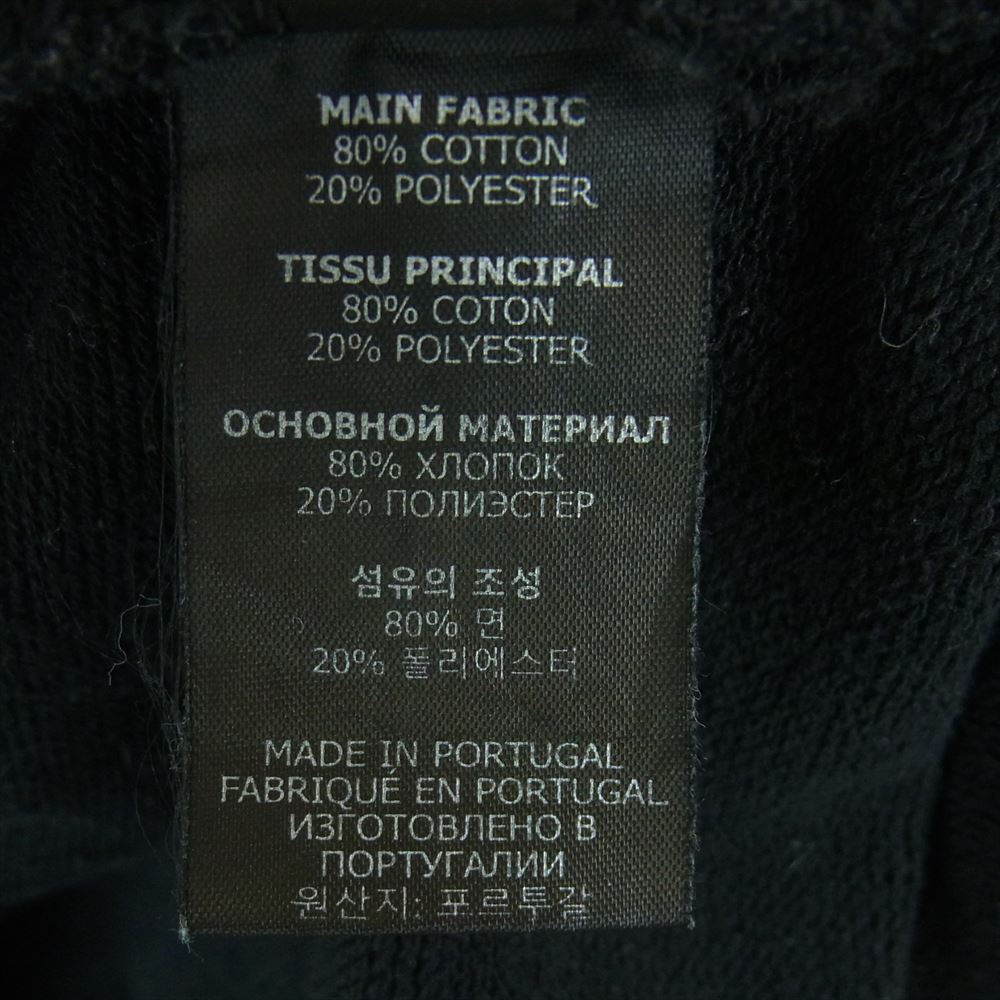 MAIN FABRIC
80% COTTON
20% POLYESTER
TISSU PRINCIPAL
80% COTON
20% POLYESTER
ОСНОВНОЙ МАТЕРИАЛ
80% ХЛОПОК
20% ПОЛИЭСТЕР
섬유의 조성
80% 면
20% 폴리에스터
MADE IN PORTUGAL
FABRIQUÉ EN PORTUGAL
ИЗГОТОВЛЕНО В
ПОРТУГАЛИИ
원산지: 포르투갈